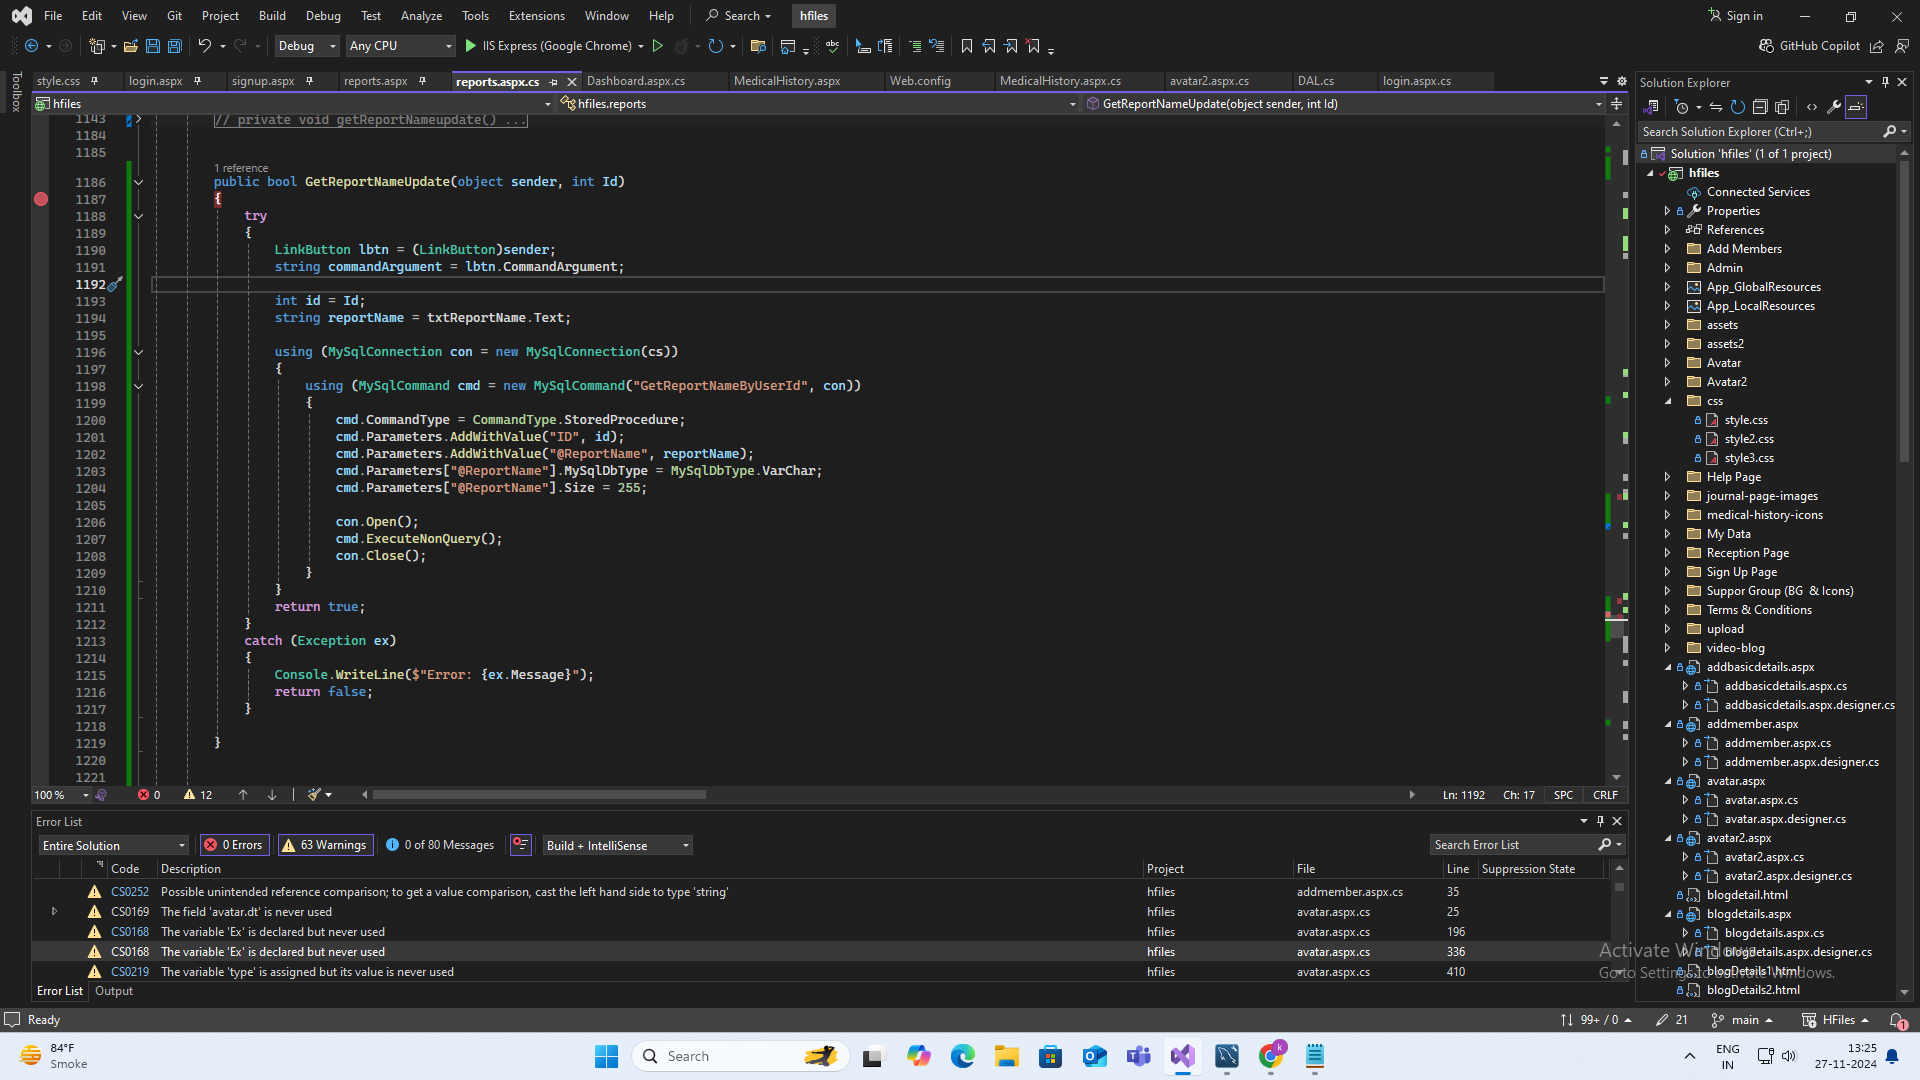 File Edit View Git Project Build Debug Test Analyze Tools Extensions Window Help Search hfiles Sign in
Debug Any CPU IIS Express (Google Chrome) GitHub Copilot
Toolbox
style.css login.aspx signup.aspx reports.aspx reports.aspx.cs Dashboard.aspx.cs MedicalHistory.aspx Web.config MedicalHistory.aspx.cs avatar2.aspx.cs DAL.cs login.aspx.cs
hfiles hfiles.reports GetReportNameUpdate(object sender, int Id)
1143 // private void getReportNameupdate() ...
1184
1185
1 reference
1186 public bool GetReportNameUpdate(object sender, int Id)
1187 {
1188 try
1189 {
1190 LinkButton lbtn = (LinkButton)sender;
1191 string commandArgument = lbtn.CommandArgument;
1192
1193 int id = Id;
1194 string reportName = txtReportName.Text;
1195
1196 using (MySqlConnection con = new MySqlConnection(cs))
1197 {
1198 using (MySqlCommand cmd = new MySqlCommand("GetReportNameByUserId", con))
1199 {
1200 cmd.CommandType = CommandType.StoredProcedure;
1201 cmd.Parameters.AddWithValue("ID", id);
1202 cmd.Parameters.AddWithValue("@ReportName", reportName);
1203 cmd.Parameters["@ReportName"].MySqlDbType = MySqlDbType.VarChar;
1204 cmd.Parameters["@ReportName"].Size = 255;
1205
1206 con.Open();
1207 cmd.ExecuteNonQuery();
1208 con.Close();
1209 }
1210 }
1211 return true;
1212 }
1213 catch (Exception ex)
1214 {
1215 Console.WriteLine($"Error: {ex.Message}");
1216 return false;
1217 }
1218
1219 }
1220
1221
100 % 0 12 Ln: 1192 Ch: 17 SPC CRLF
Error List
Entire Solution 0 Errors 63 Warnings 0 of 80 Messages Build + IntelliSense Search Error List
Code Description Project File Line Suppression State
CS0252 Possible unintended reference comparison; to get a value comparison, cast the left hand side to type 'string' hfiles addmember.aspx.cs 35
CS0169 The field 'avatar.dt' is never used hfiles avatar.aspx.cs 25
CS0168 The variable 'Ex' is declared but never used hfiles avatar.aspx.cs 196
CS0168 The variable 'Ex' is declared but never used hfiles avatar.aspx.cs 336
CS0219 The variable 'type' is assigned but its value is never used hfiles avatar.aspx.cs 410
Error List Output
Solution Explorer
Search Solution Explorer (Ctrl+;)
Solution 'hfiles' (1 of 1 project)
hfiles
Connected Services
Properties
References
Add Members
Admin
App_GlobalResources
App_LocalResources
assets
assets2
Avatar
Avatar2
css
style.css
style2.css
style3.css
Help Page
journal-page-images
medical-history-icons
My Data
Reception Page
Sign Up Page
Suppor Group (BG & Icons)
Terms & Conditions
upload
video-blog
addbasicdetails.aspx
addbasicdetails.aspx.cs
addbasicdetails.aspx.designer.cs
addmember.aspx
addmember.aspx.cs
addmember.aspx.designer.cs
avatar.aspx
avatar.aspx.cs
avatar.aspx.designer.cs
avatar2.aspx
avatar2.aspx.cs
avatar2.aspx.designer.cs
blogdetail.html
blogdetails.aspx
blogdetails.aspx.cs
blogdetails.aspx.designer.cs
blogDetails1.html
blogDetails2.html
Activate Windows
Go to Settings to activate Windows.
Ready 99+ / 0 21 main HFiles 1
84°F
Smoke
Search
k
ENG
IN
13:25
27-11-2024